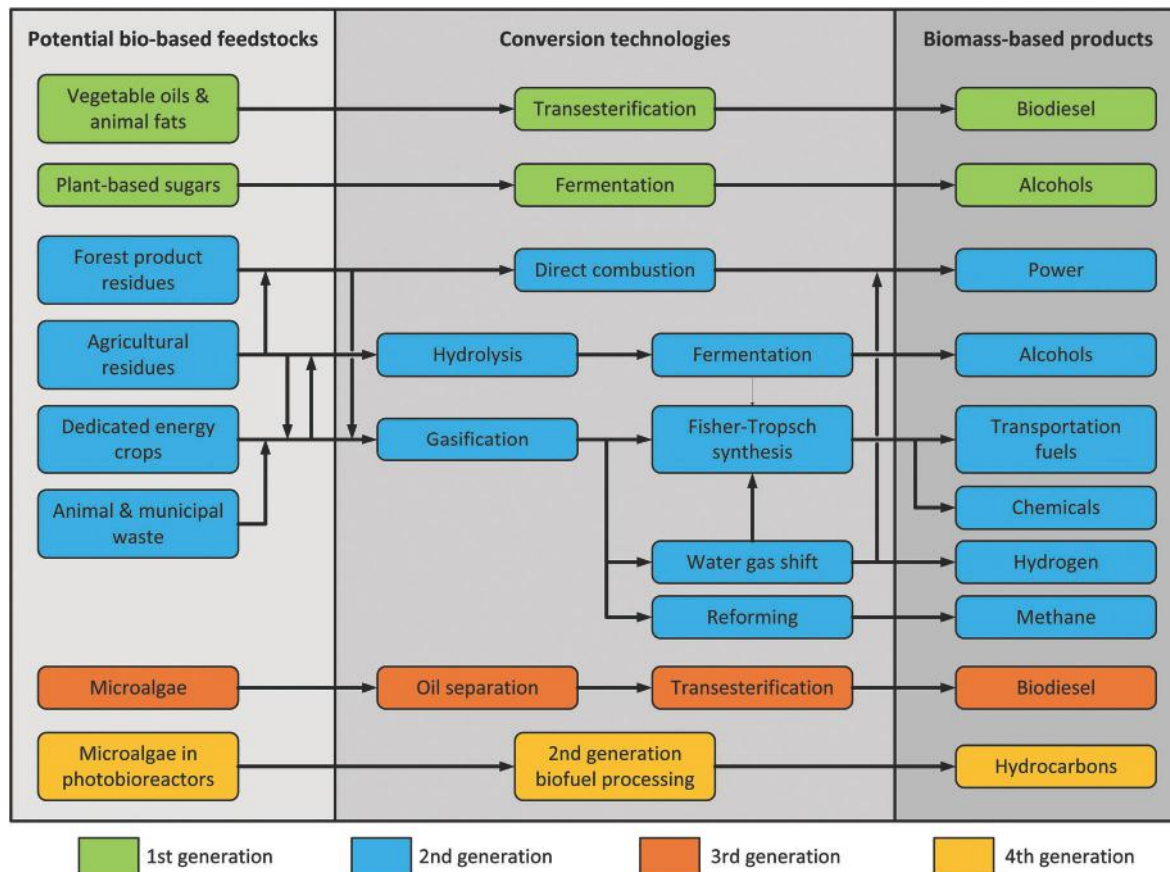 Potential bio-based feedstocks
Conversion technologies
Biomass-based products
Vegetable oils &
animal fats
Transesterification
Biodiesel
Plant-based sugars
Fermentation
Alcohols
Forest product
residues
Direct combustion
Power
Agricultural
residues
Hydrolysis
Fermentation
Alcohols
Dedicated energy
crops
Gasification
Fisher-Tropsch
synthesis
Transportation
fuels
Animal & municipal
waste
Chemicals
Water gas shift
Hydrogen
Reforming
Methane
Microalgae
Oil separation
Transesterification
Biodiesel
Microalgae in
photobioreactors
2nd generation
biofuel processing
Hydrocarbons
1st generation
2nd generation
3rd generation
4th generation